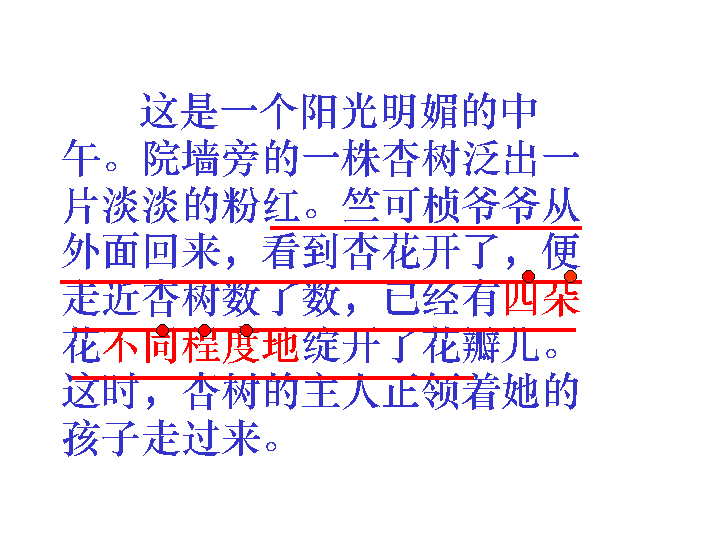 这是一个阳光明媚的中
午。院墙旁的一株杏树泛出一
片淡淡的粉红。竺可桢爷爷从
外面回来，看到杏花开了，便
走近杏树数了数，已经有四朵
花不同程度地绽开了花瓣儿。
这时，杏树的主人正领着她的
孩子走过来。